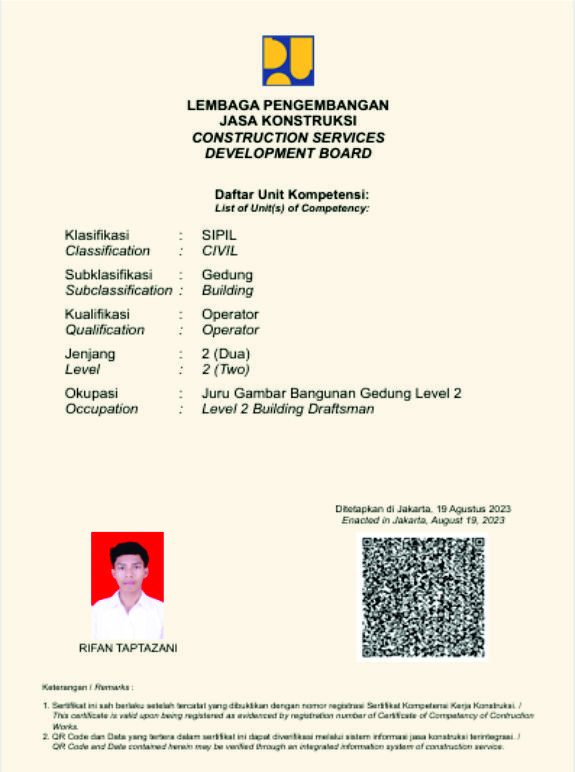 LEMBAGA PENGEMBANGAN
JASA KONSTRUKSI
CONSTRUCTION SERVICES
DEVELOPMENT BOARD
Daftar Unit Kompetensi:
List of Unit(s) of Competency:
Klasifikasi : SIPIL
Classification : CIVIL
Subklasifikasi : Gedung
Subclassification : Building
Kualifikasi : Operator
Qualification : Operator
Jenjang : 2 (Dua)
Level : 2 (Two)
Okupasi : Juru Gambar Bangunan Gedung Level 2
Occupation : Level 2 Building Draftsman
Ditetapkan di Jakarta, 19 Agustus 2023
Enacted in Jakarta, August 19, 2023
RIFAN TAPTAZANI
Keterangan / Remarks :
1. Sertifikat ini sah berlaku setelah tercatat yang dibuktikan dengan nomor registrasi Sertifikat Kompetensi Kerja Konstruksi. /
This certificate is valid upon being registered as evidenced by registration number of Certificate of Competency of Contruction
Works.
2. QR Code dan Data yang tertera dalam sertifikat ini dapat diverifikasi melalui sistem informasi jasa konstruksi terintegrasi. /
QR Code and Date contained herein may be verified through an integrated information system of construction service.